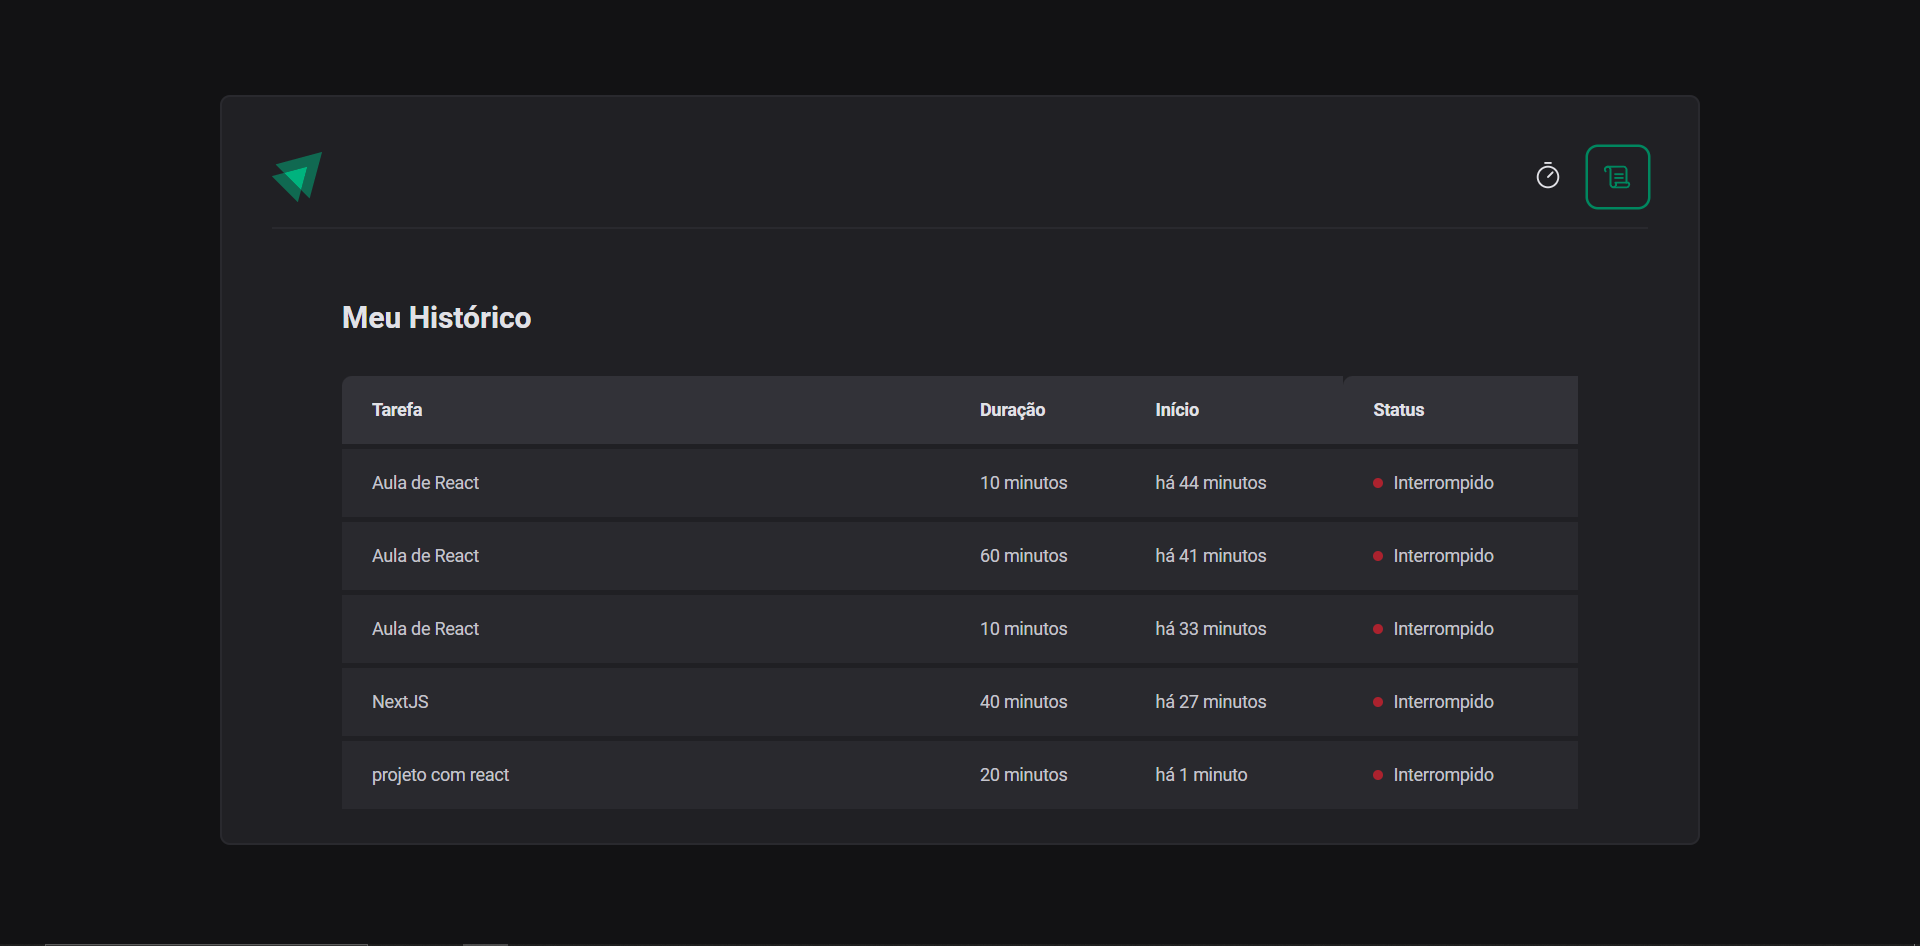 Meu Histórico
Tarefa Duração Início Status
Aula de React 10 minutos há 44 minutos Interrompido
Aula de React 60 minutos há 41 minutos Interrompido
Aula de React 10 minutos há 33 minutos Interrompido
NextJS 40 minutos há 27 minutos Interrompido
projeto com react 20 minutos há 1 minuto Interrompido